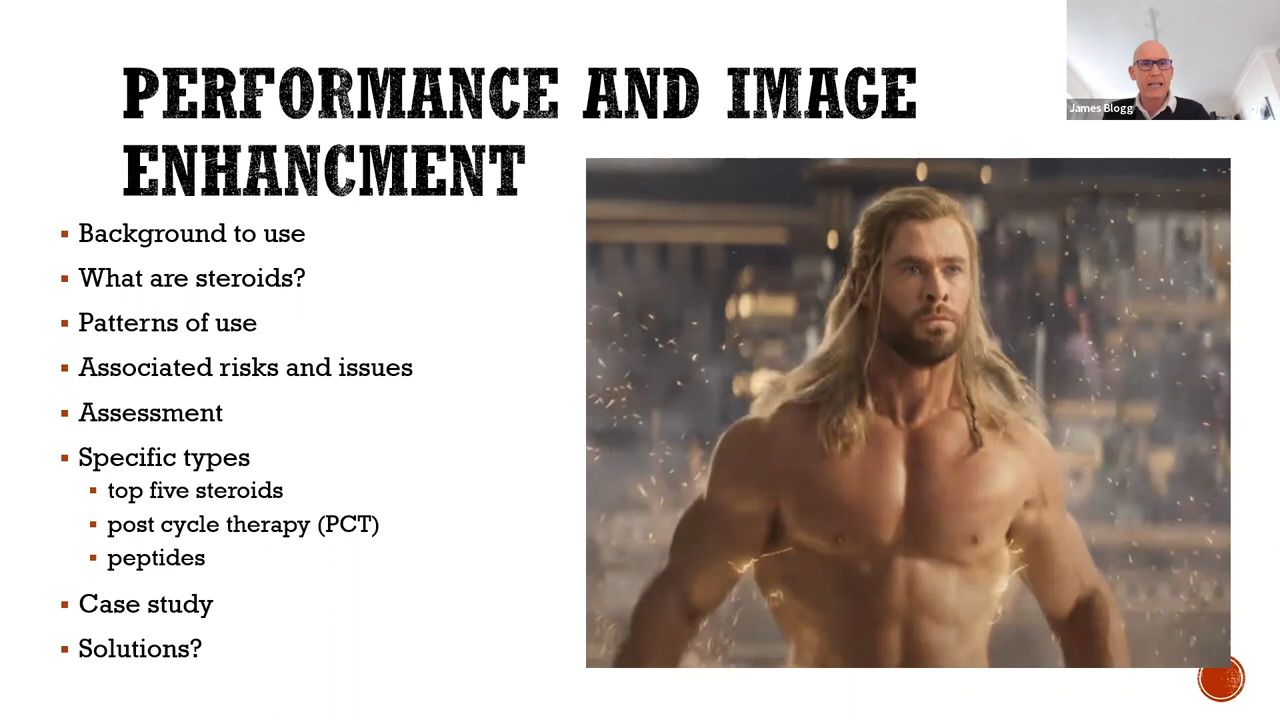 PERFORMANCE AND IMAGE
ENHANCMENT
James Blogg
Background to use
What are steroids?
Patterns of use
Associated risks and issues
Assessment
Specific types
top five steroids
post cycle therapy (PCT)
peptides
Case study
Solutions?